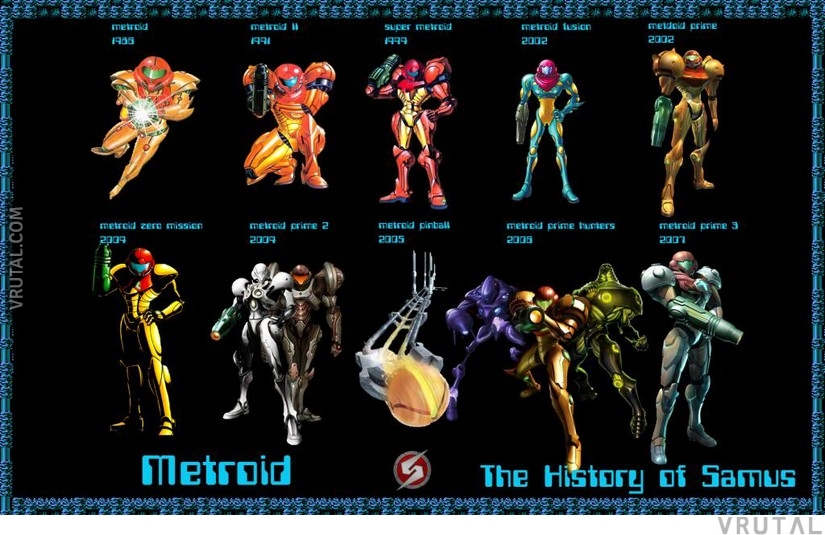 metroid
1986
metroid II
1991
super metroid
1994
metroid fusion
2002
metdoid prime
2002
metroid zero mission
2004
metroid prime 2
2004
metroid pinball
2005
metroid prime hunters
2006
metroid prime 3
2007
VRUTAL.COM
Metroid
The History of Samus
VRUTAL